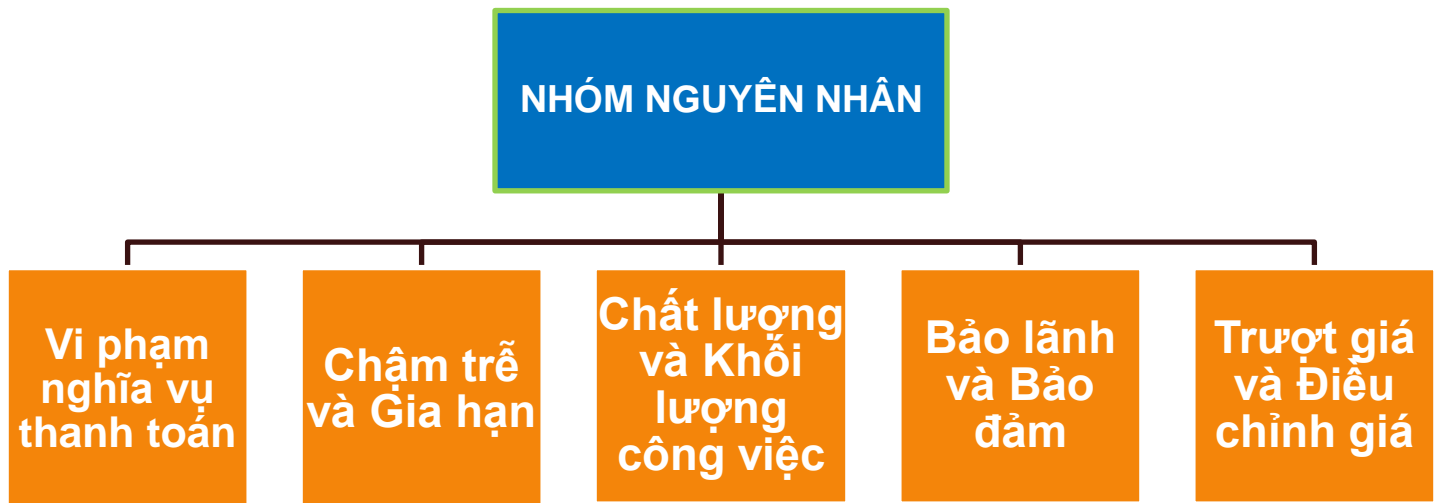 NHÓM NGUYÊN NHÂN
Vi phạm
nghĩa vụ
thanh toán
Chậm trễ
và Gia hạn
Chất lượng
và Khối
lượng
công việc
Bảo lãnh
và Bảo
đảm
Trượt giá
và Điều
chỉnh giá